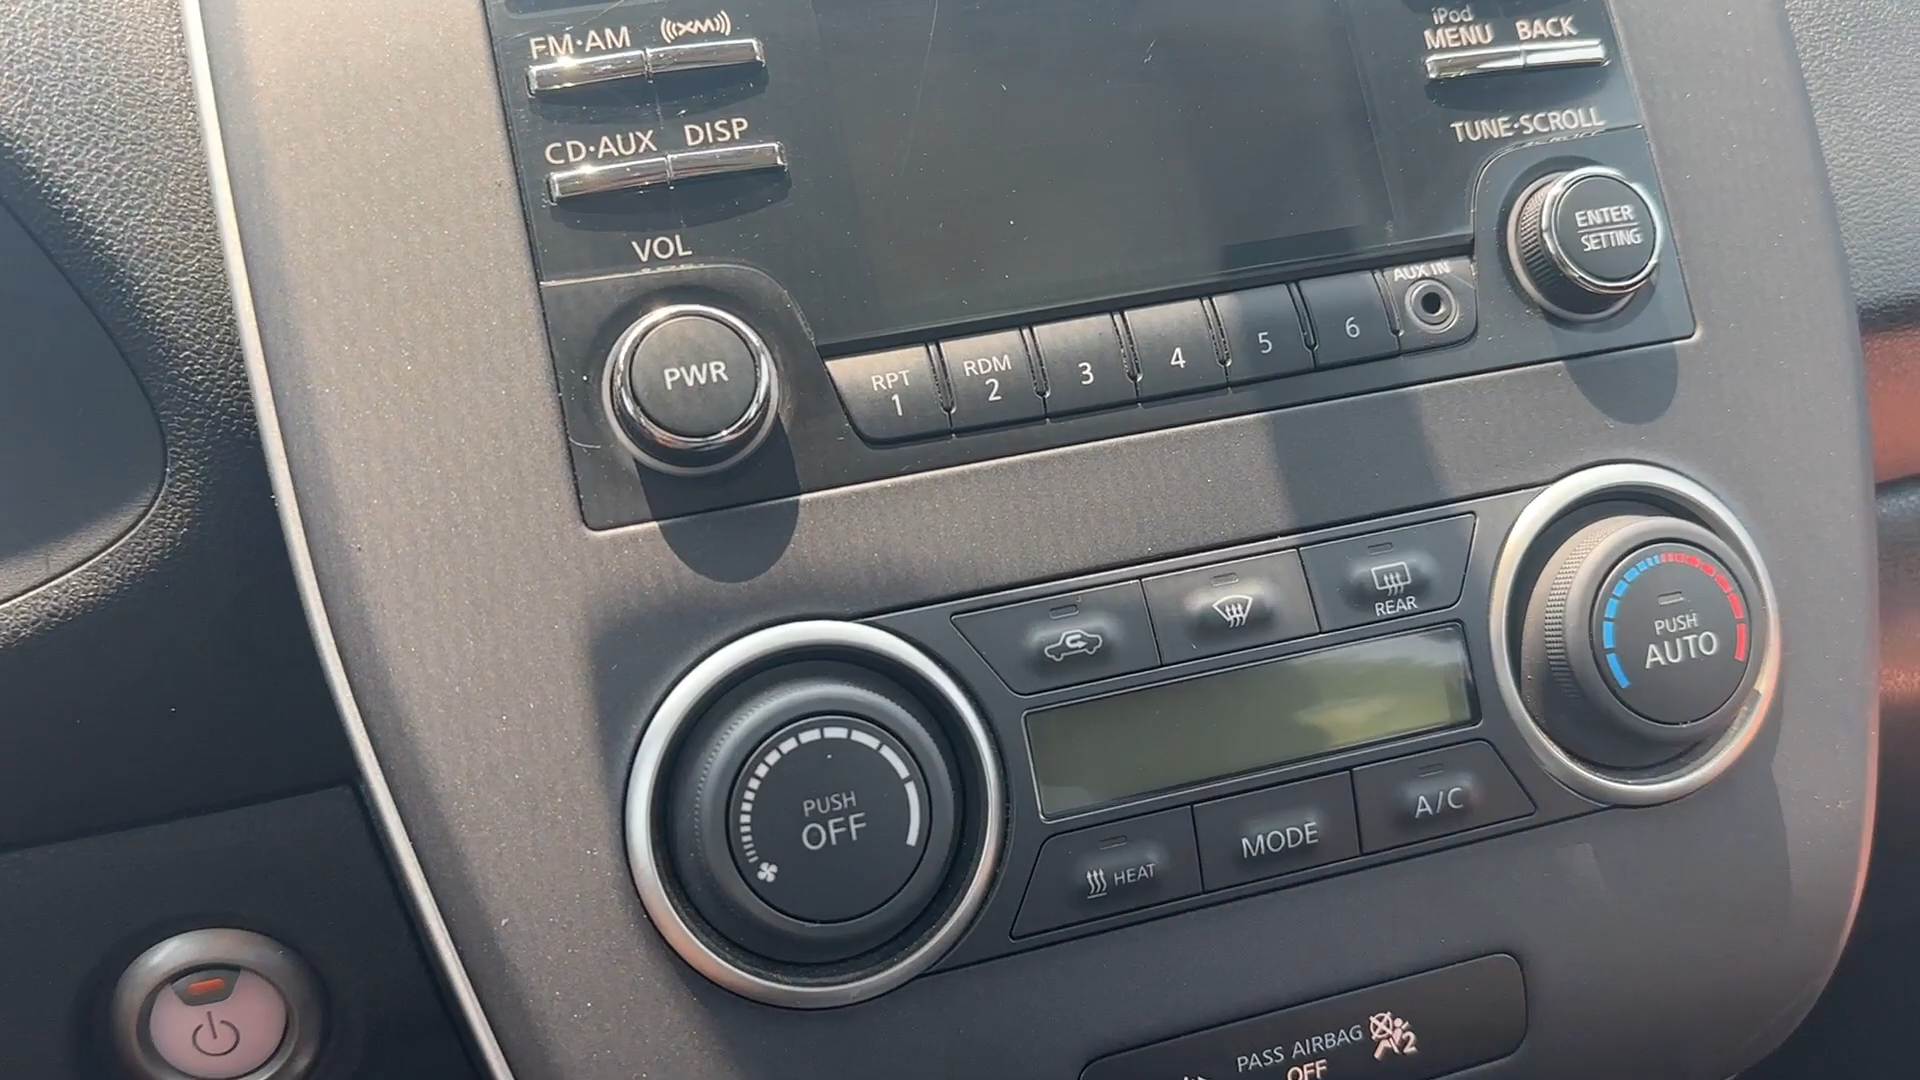 FM·AM
((XM))
iPod
MENU
BACK
CD·AUX
DISP
TUNE·SCROLL
VOL
ENTER
SETTING
AUX IN
PWR
RPT
1
RDM
2
3
4
5
6
REAR
PUSH
AUTO
PUSH
OFF
HEAT
MODE
A/C
PASS AIRBAG
OFF
2